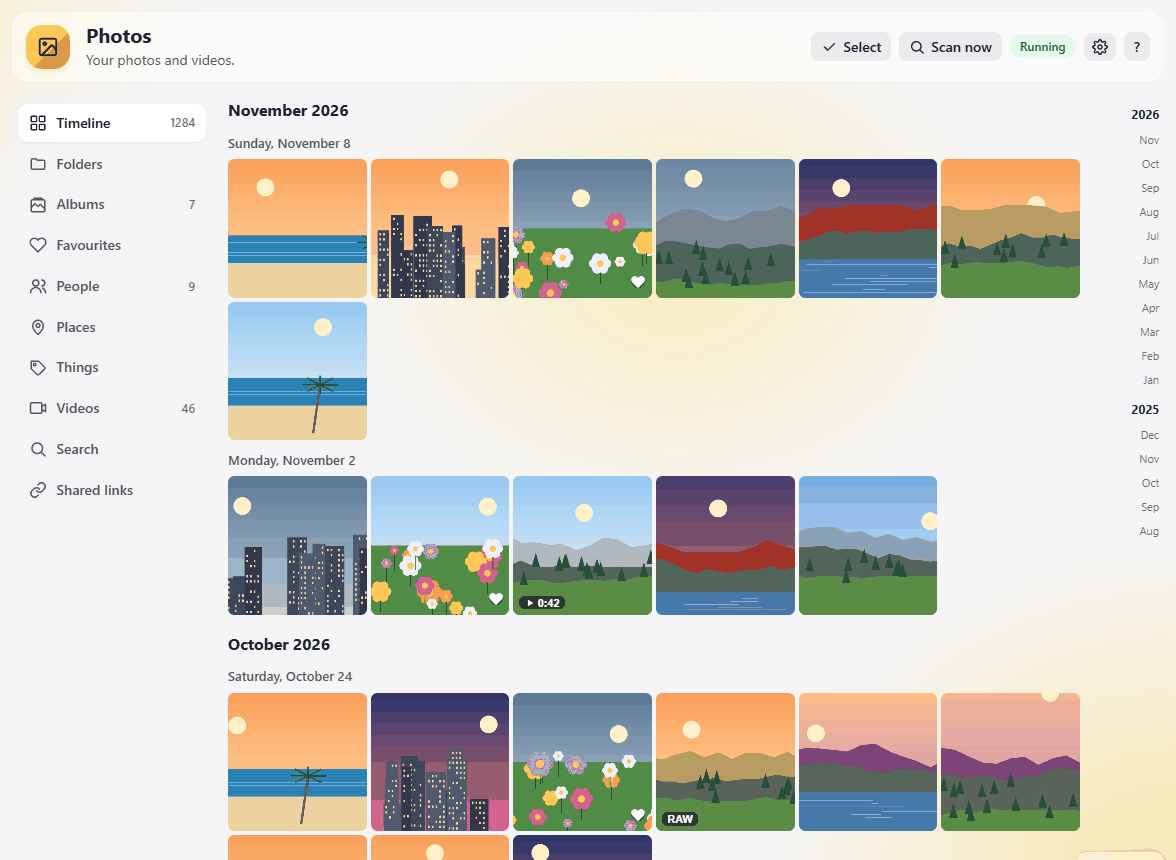 Photos
Your photos and videos.
Select
Scan now
Running
?
Timeline 1284
Folders
Albums 7
Favourites
People 9
Places
Things
Videos 46
Search
Shared links
November 2026
Sunday, November 8
Monday, November 2
0:42
October 2026
Saturday, October 24
RAW
2026
Nov
Oct
Sep
Aug
Jul
Jun
May
Apr
Mar
Feb
Jan
2025
Dec
Nov
Oct
Sep
Aug